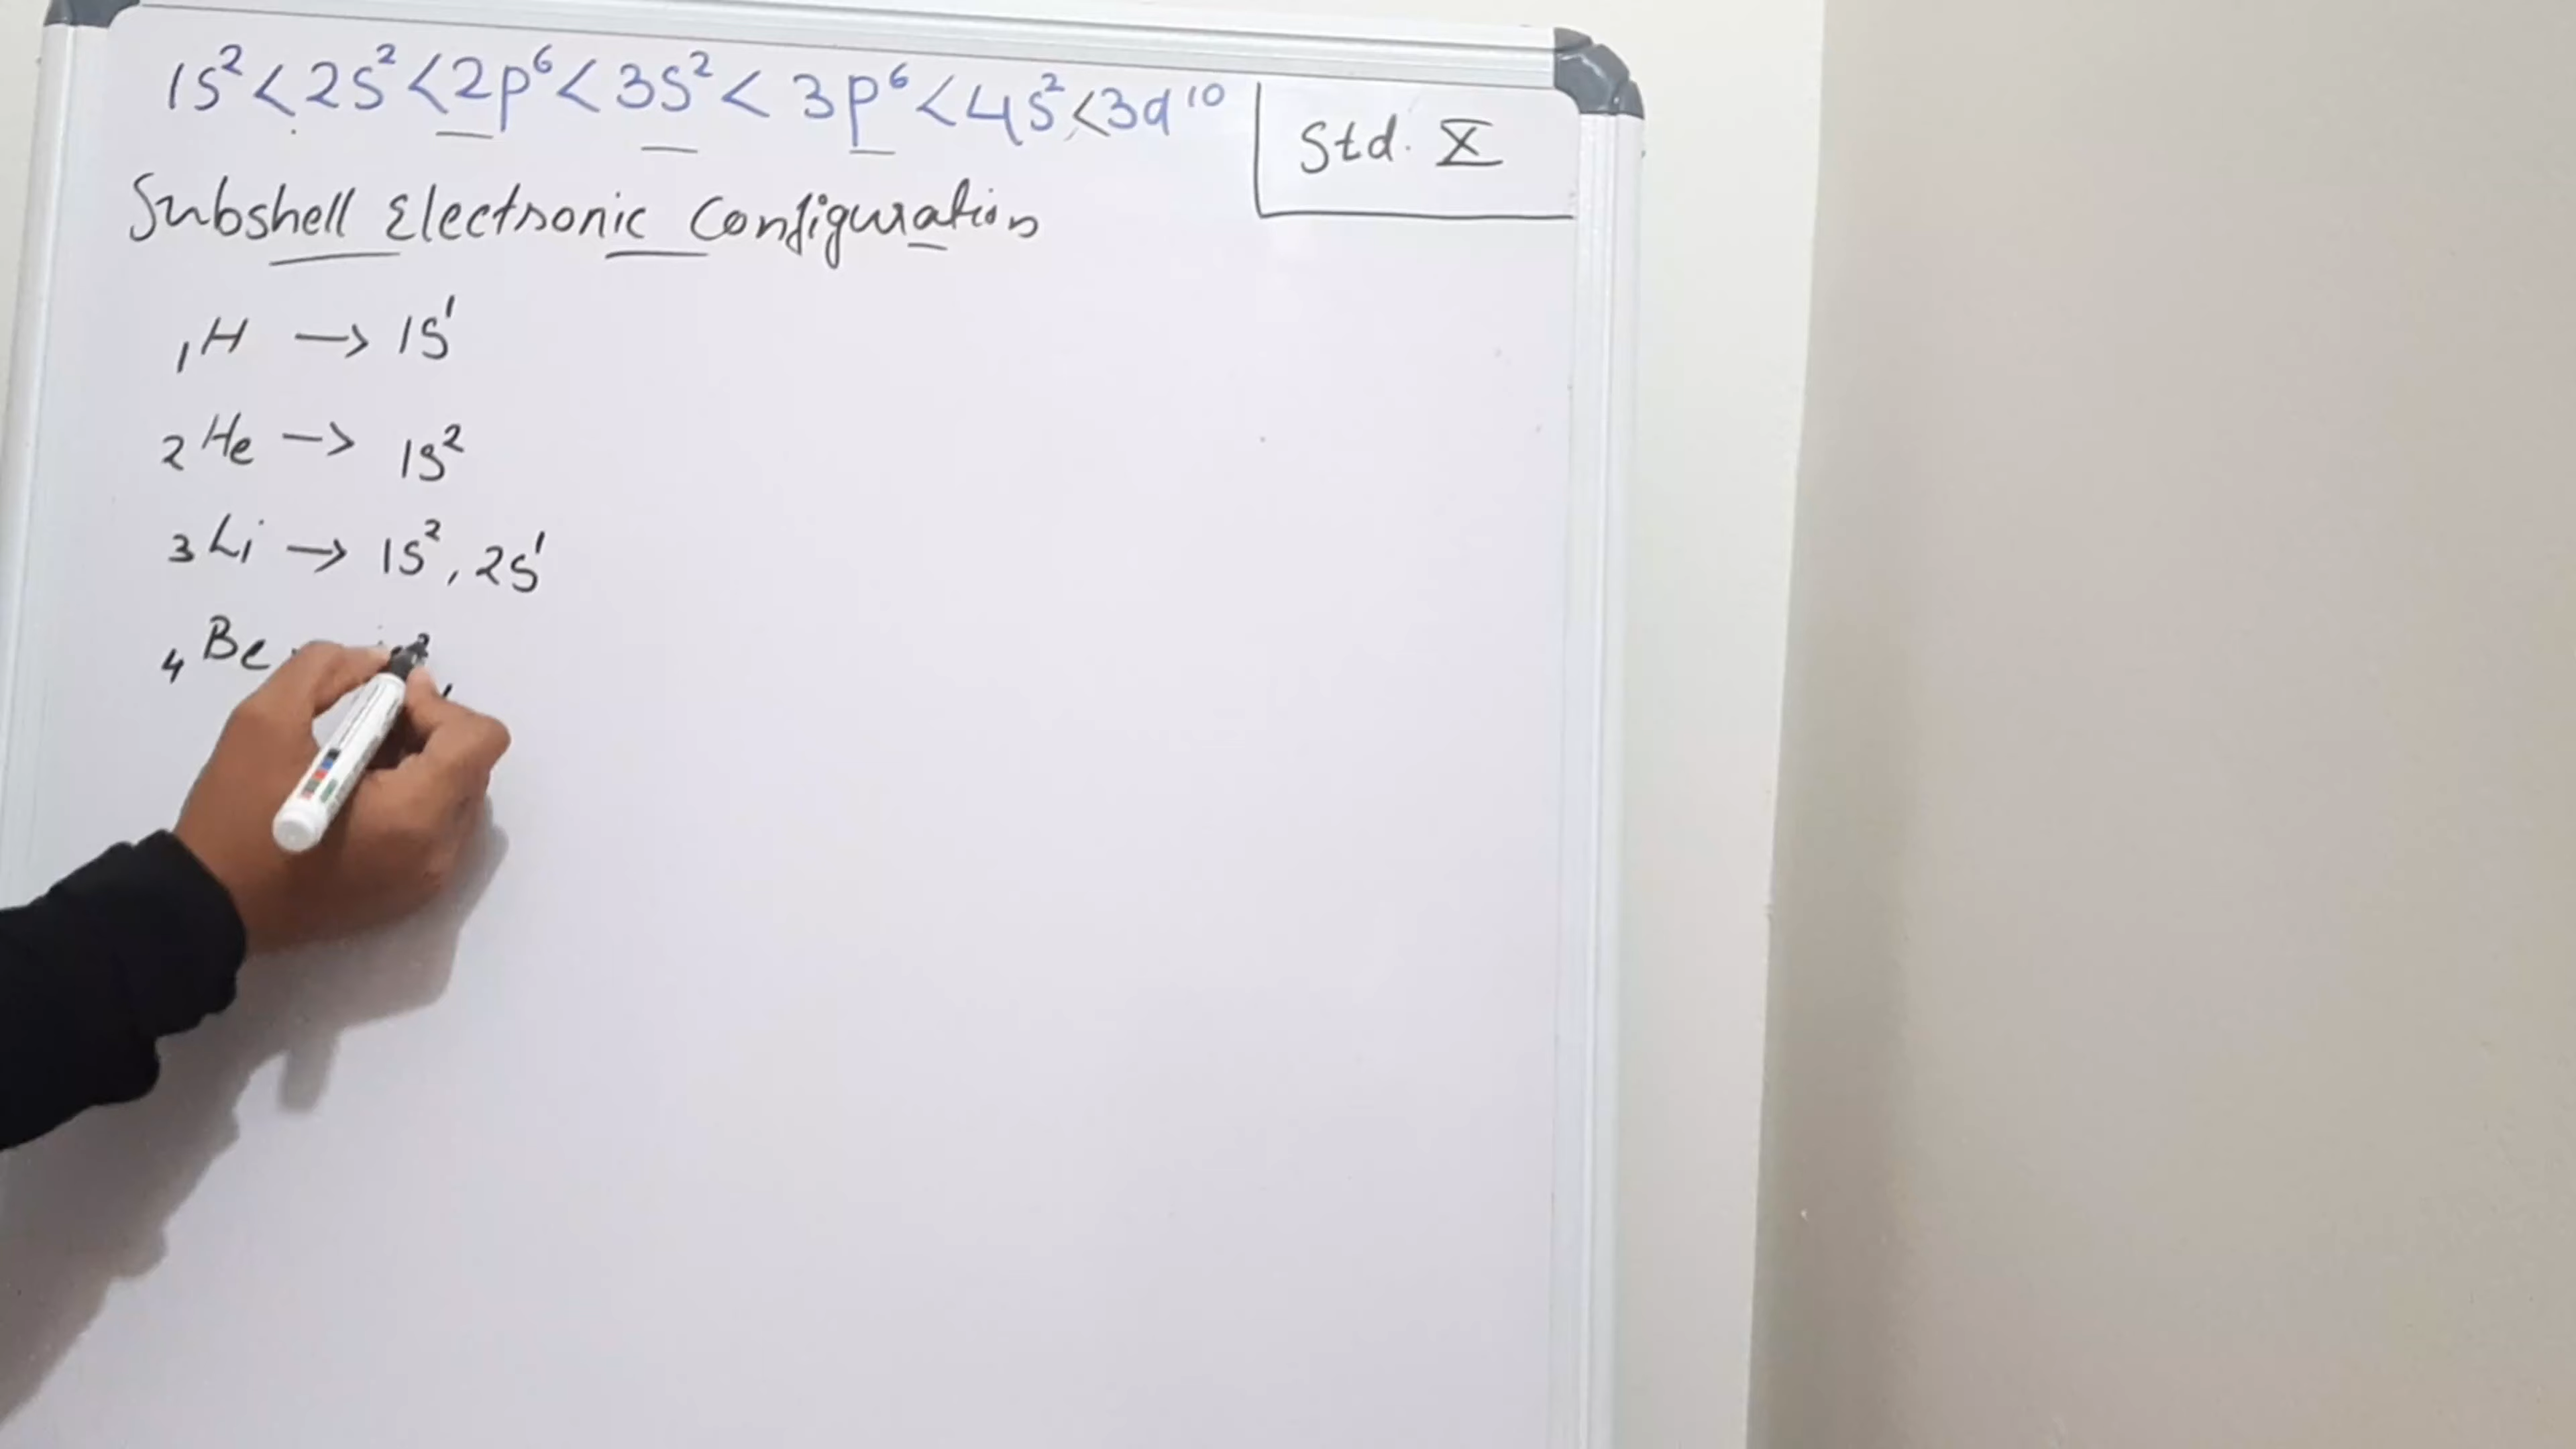 1s² < 2s² < 2p⁶ < 3s² < 3p⁶ < 4s² < 3d¹⁰
Std. X
Subshell Electronic Configuration
₁H → 1s¹
₂He → 1s²
₃Li → 1s², 2s¹
₄Be